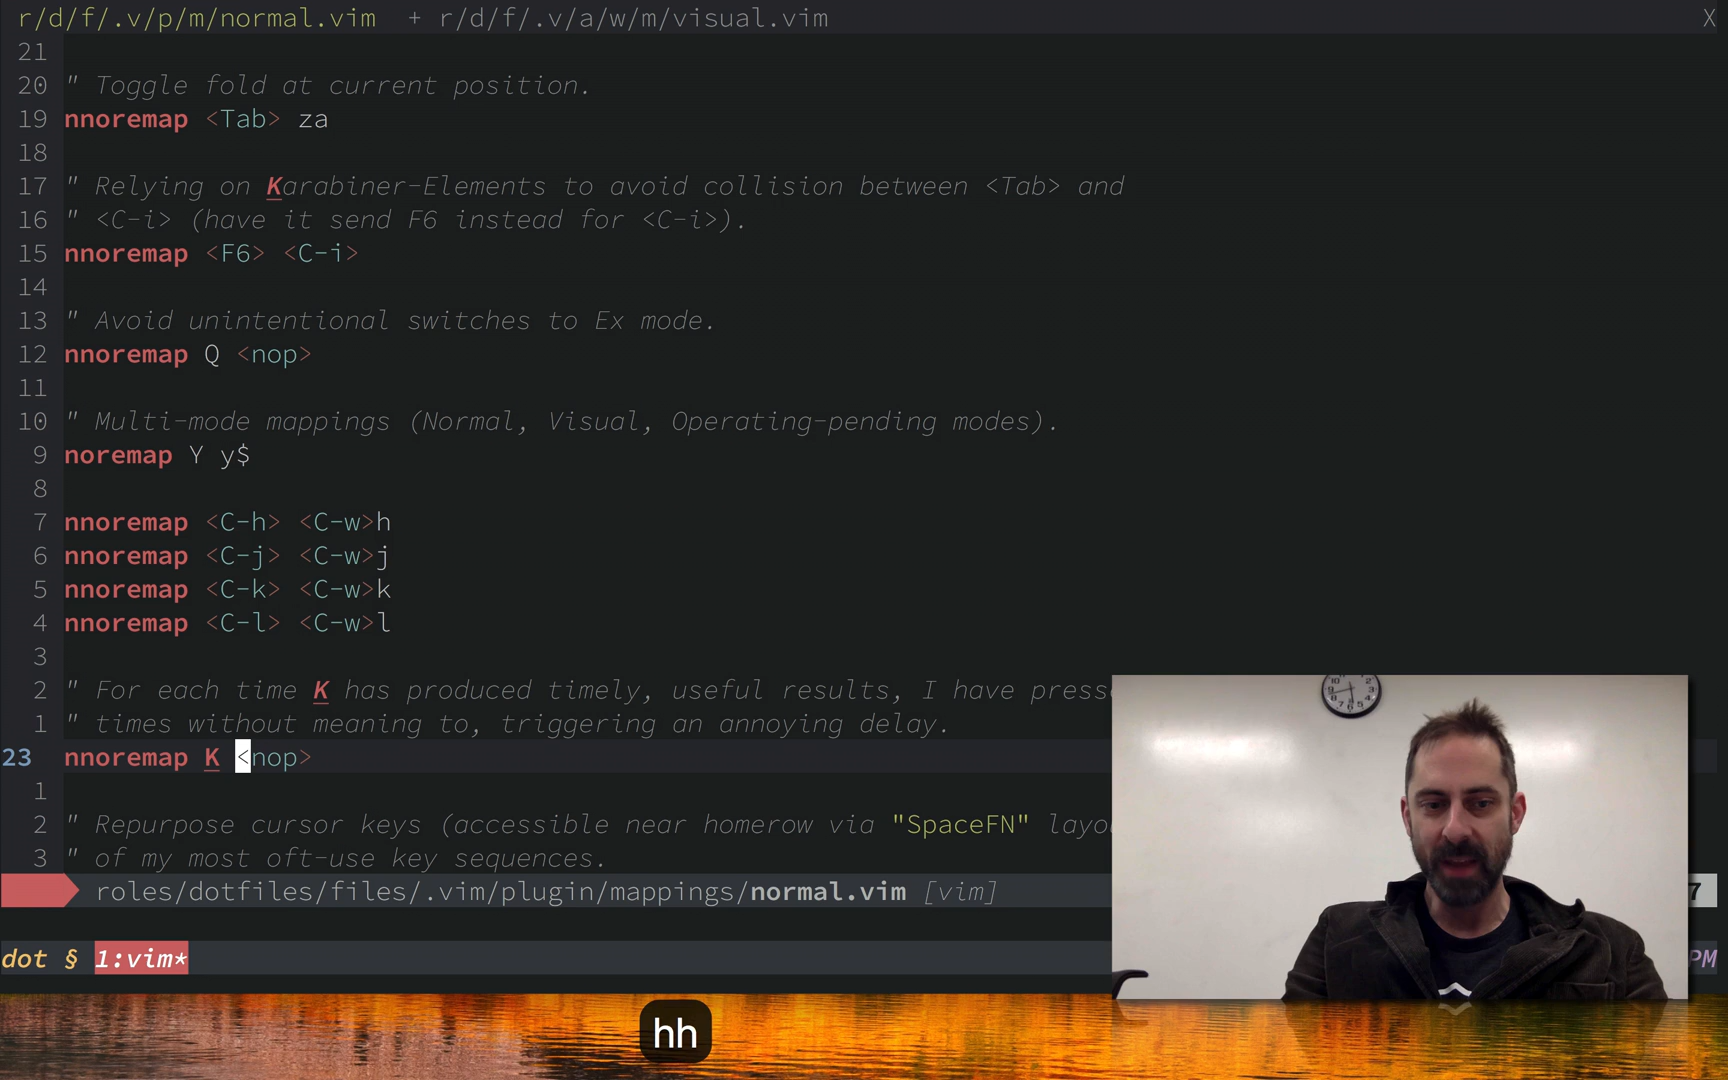 r/d/f/.v/p/m/normal.vim + r/d/f/.v/a/w/m/visual.vim X
21
20 " Toggle fold at current position.
19 nnoremap <Tab> za
18
17 " Relying on Karabiner-Elements to avoid collision between <Tab> and
16 " <C-i> (have it send F6 instead for <C-i>).
15 nnoremap <F6> <C-i>
14
13 " Avoid unintentional switches to Ex mode.
12 nnoremap Q <nop>
11
10 " Multi-mode mappings (Normal, Visual, Operating-pending modes).
9 noremap Y y$
8
7 nnoremap <C-h> <C-w>h
6 nnoremap <C-j> <C-w>j
5 nnoremap <C-k> <C-w>k
4 nnoremap <C-l> <C-w>l
3
2 " For each time K has produced timely, useful results, I have press
1 " times without meaning to, triggering an annoying delay.
23 nnoremap K <nop>
1
2 " Repurpose cursor keys (accessible near homerow via "SpaceFN" layo
3 " of my most oft-use key sequences.
roles/dotfiles/files/.vim/plugin/mappings/normal.vim [vim] 7
dot § 1:vim* PM
hh